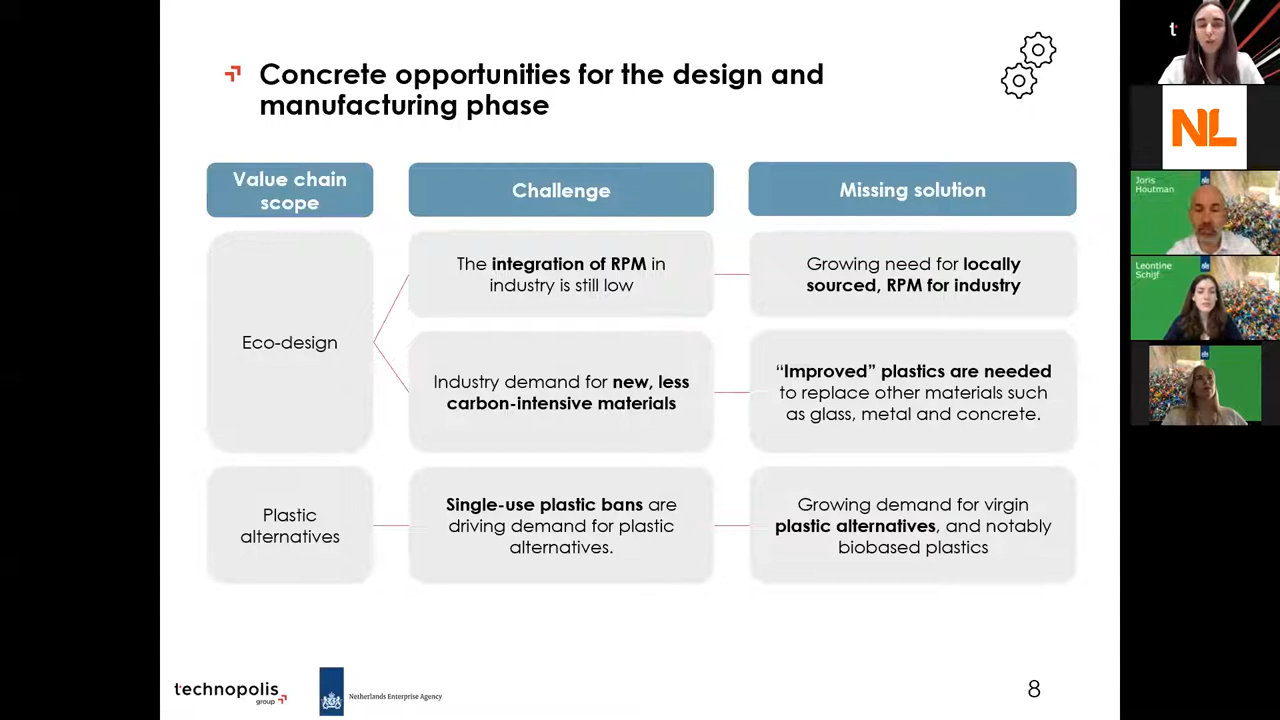 Concrete opportunities for the design and
manufacturing phase
Value chain
scope
Challenge
Missing solution
Eco-design
The integration of RPM in
industry is still low
Growing need for locally
sourced, RPM for industry
Industry demand for new, less
carbon-intensive materials
“Improved” plastics are needed
to replace other materials such
as glass, metal and concrete.
Plastic
alternatives
Single-use plastic bans are
driving demand for plastic
alternatives.
Growing demand for virgin
plastic alternatives, and notably
biobased plastics
technopolis
group
Netherlands Enterprise Agency
8
t
NL
Joris
Houtman
Leontine
Schijf